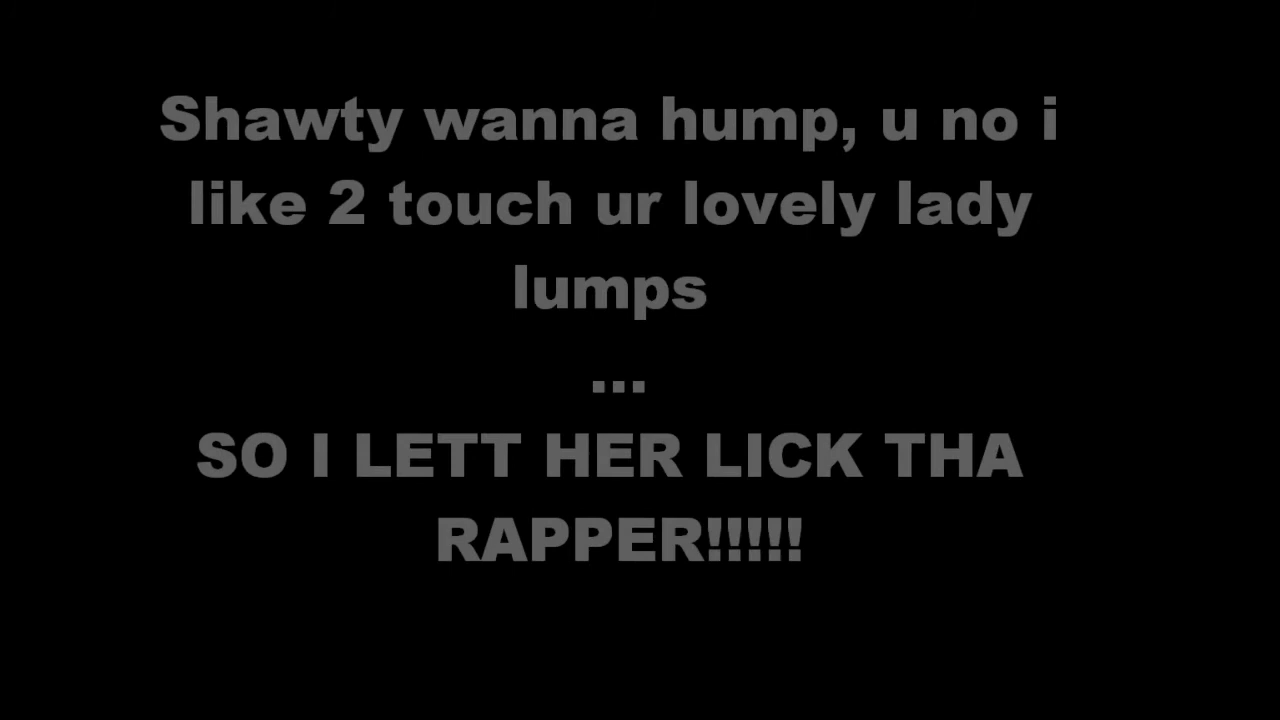 Shawty wanna hump, u no i
like 2 touch ur lovely lady
lumps
...
SO I LETT HER LICK THA
RAPPER!!!!!